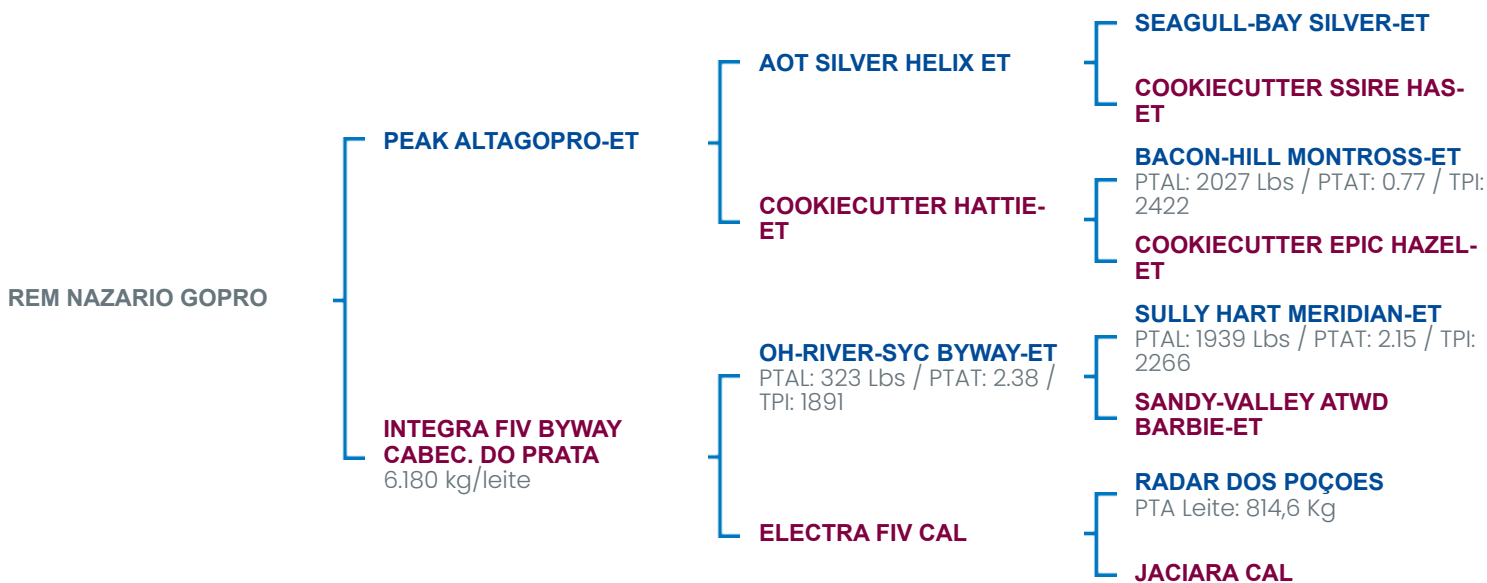 REM NAZARIO GOPRO
PEAK ALTAGOPRO-ET
INTEGRA FIV BYWAY
CABEC. DO PRATA
6.180 kg/leite
AOT SILVER HELIX ET
COOKIECUTTER HATTIE-
ET
OH-RIVER-SYC BYWAY-ET
PTAL: 323 Lbs / PTAT: 2.38 /
TPI: 1891
ELECTRA FIV CAL
SEAGULL-BAY SILVER-ET
COOKIECUTTER SSIRE HAS-
ET
BACON-HILL MONTROSS-ET
PTAL: 2027 Lbs / PTAT: 0.77 / TPI:
2422
COOKIECUTTER EPIC HAZEL-
ET
SULLY HART MERIDIAN-ET
PTAL: 1939 Lbs / PTAT: 2.15 / TPI:
2266
SANDY-VALLEY ATWD
BARBIE-ET
RADAR DOS POÇOES
PTA Leite: 814,6 Kg
JACIARA CAL